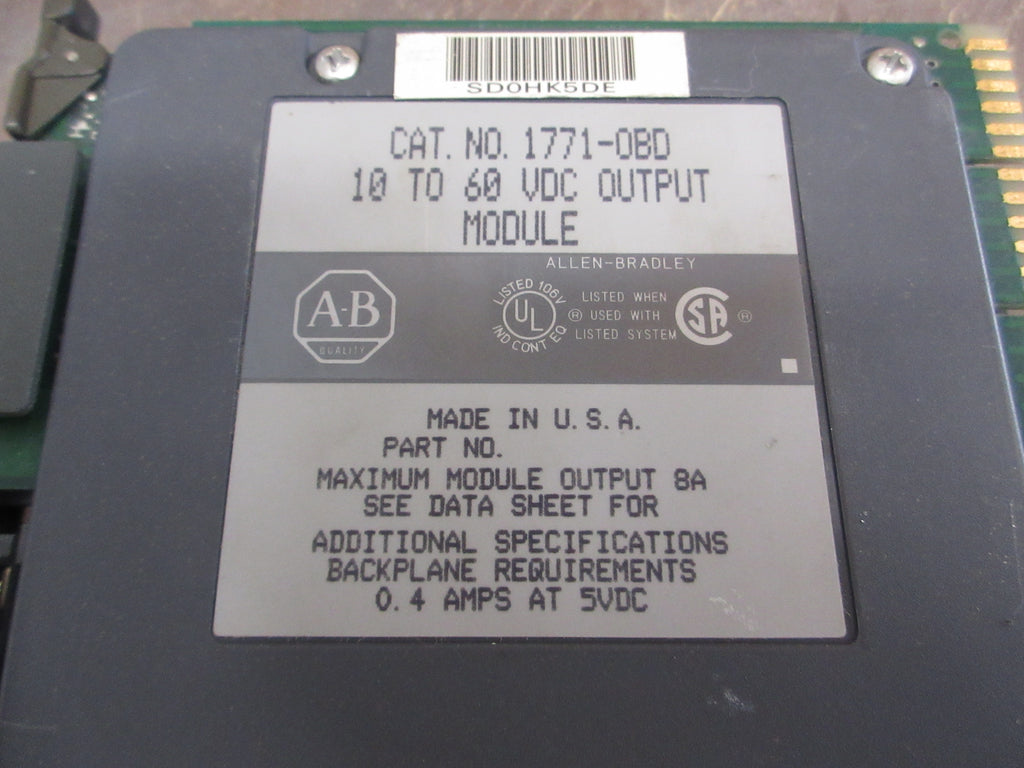 SD0HK5DE
CAT. NO. 1771-OBD
10 TO 60 VDC OUTPUT
MODULE
ALLEN-BRADLEY
A-B
QUALITY
LISTED 106V
UL
IND CONT EQ
®
LISTED WHEN
USED WITH
LISTED SYSTEM
SA ®
MADE IN U.S.A.
PART NO.
MAXIMUM MODULE OUTPUT 8A
SEE DATA SHEET FOR
ADDITIONAL SPECIFICATIONS
BACKPLANE REQUIREMENTS
0.4 AMPS AT 5VDC